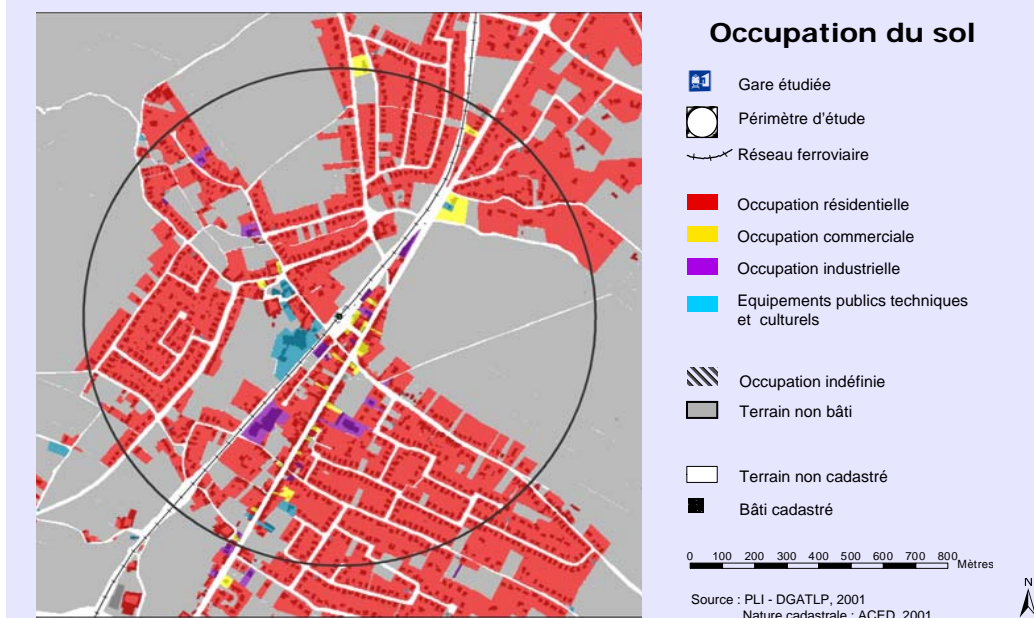 Occupation du sol
Gare étudiée
Périmètre d'étude
Réseau ferroviaire
Occupation résidentielle
Occupation commerciale
Occupation industrielle
Equipements publics techniques
et culturels
Occupation indéfinie
Terrain non bâti
Terrain non cadastré
Bâti cadastré
0 100 200 300 400 500 600 700 800
Mètres
Source : PLI - DGATLP, 2001
Nature cadastrale : ACED, 2001
N